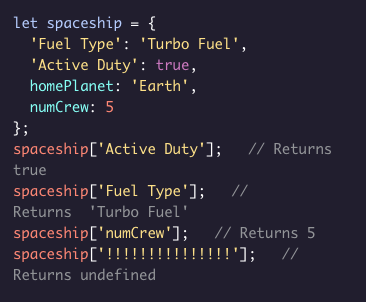 let spaceship = {
  'Fuel Type': 'Turbo Fuel',
  'Active Duty': true,
  homePlanet: 'Earth',
  numCrew: 5
};
spaceship['Active Duty'];   // Returns
true
spaceship['Fuel Type'];   //
Returns  'Turbo Fuel'
spaceship['numCrew'];   // Returns 5
spaceship['!!!!!!!!!!!!!!!'];   //
Returns undefined